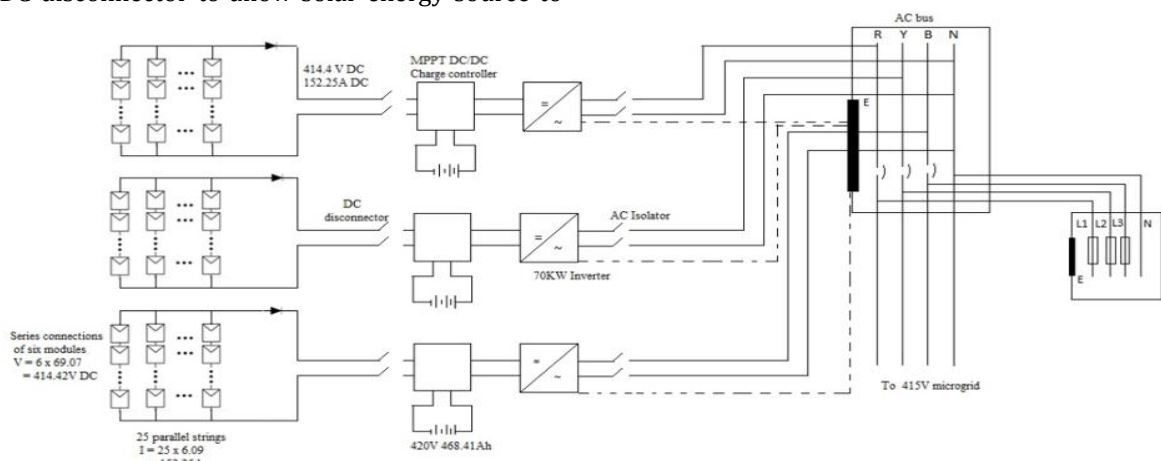 DC disconnector to allow solar energy source to
AC bus
R Y B N
414.4 V DC
152.25A DC
MPPT DC/DC
Charge controller
=
~
E
DC
disconnector
AC Isolator
=
~
70KW Inverter
L1 L2 L3 N
E
Series connections
of six modules
V = 6 x 69.07
= 414.42V DC
=
~
To 415V microgrid
25 parallel strings
I = 25 x 6.09
420V 468.41Ah